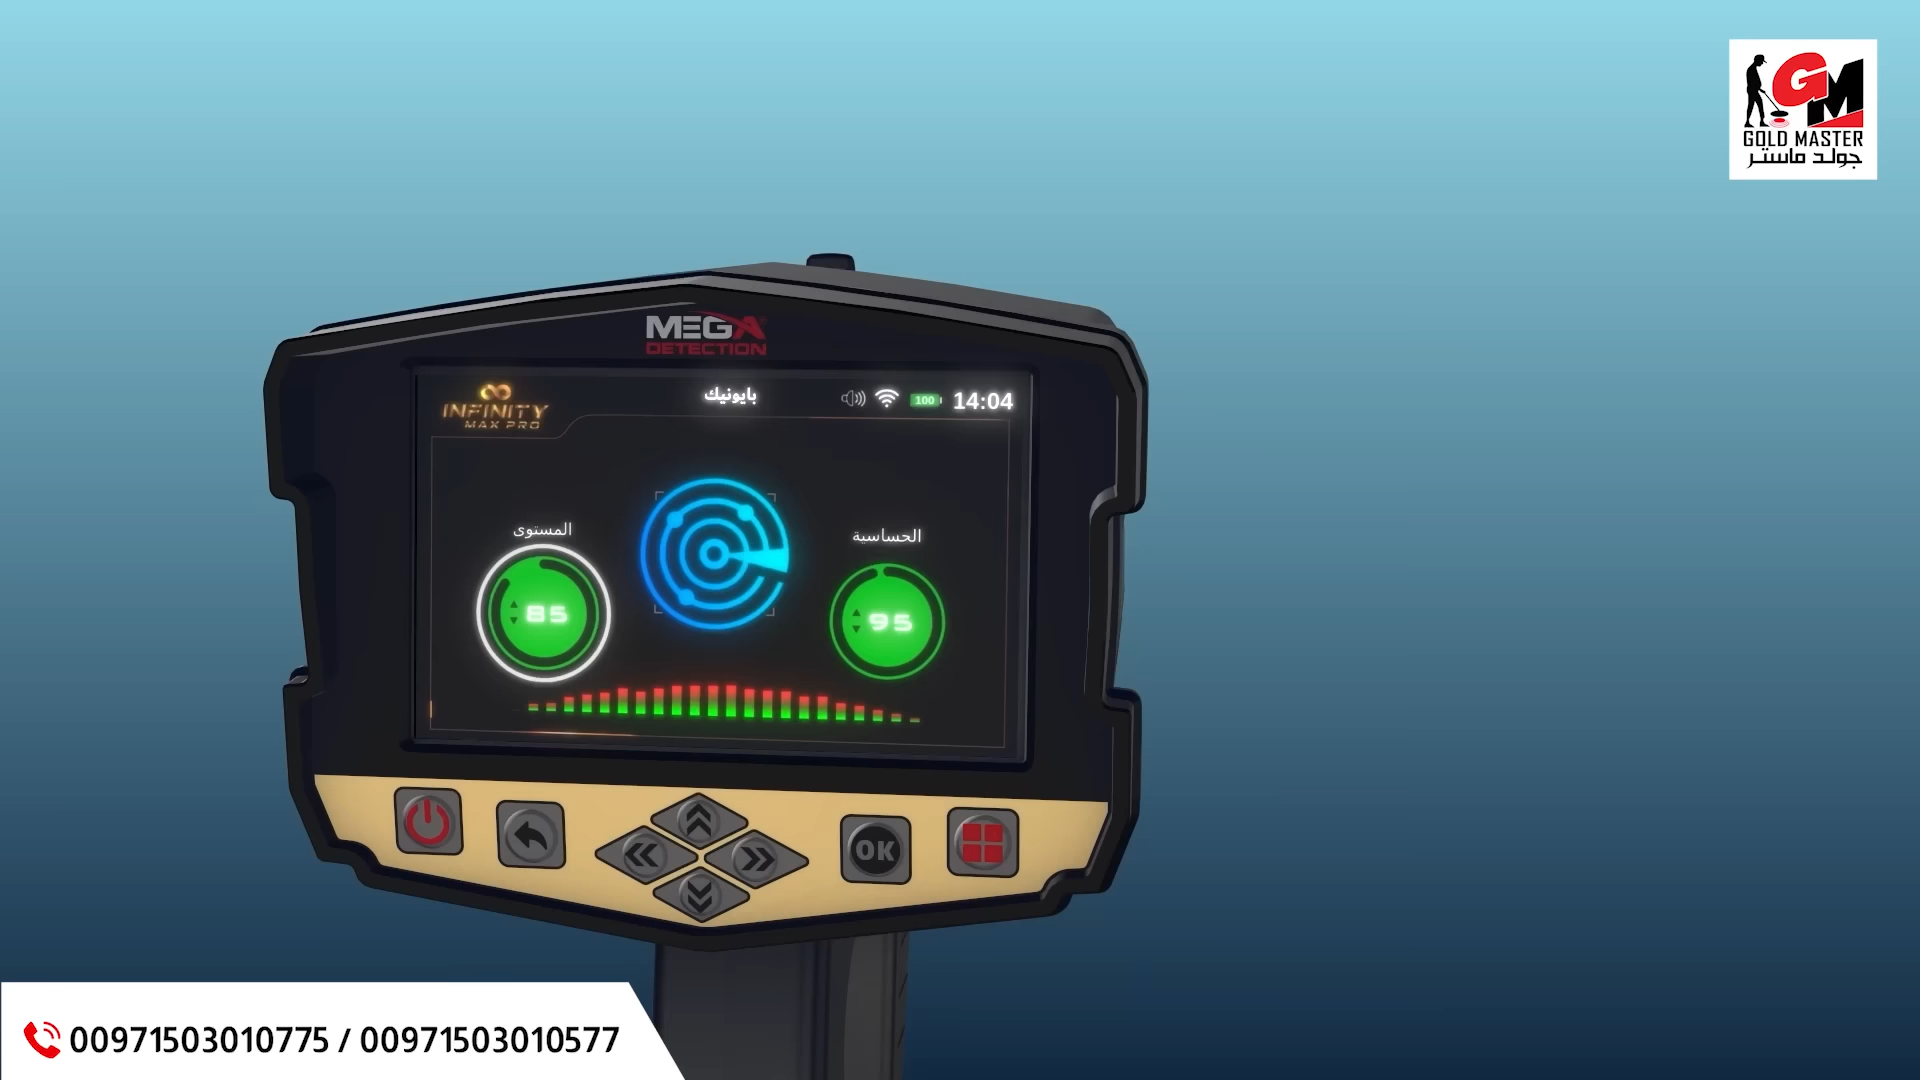 GM
GOLD MASTER
جولد ماستر
MEGA
DETECTION
INFINITY
MAX PRO
بايونيك
100
14:04
المستوى
الحساسية
85
95
OK
00971503010775 / 00971503010577